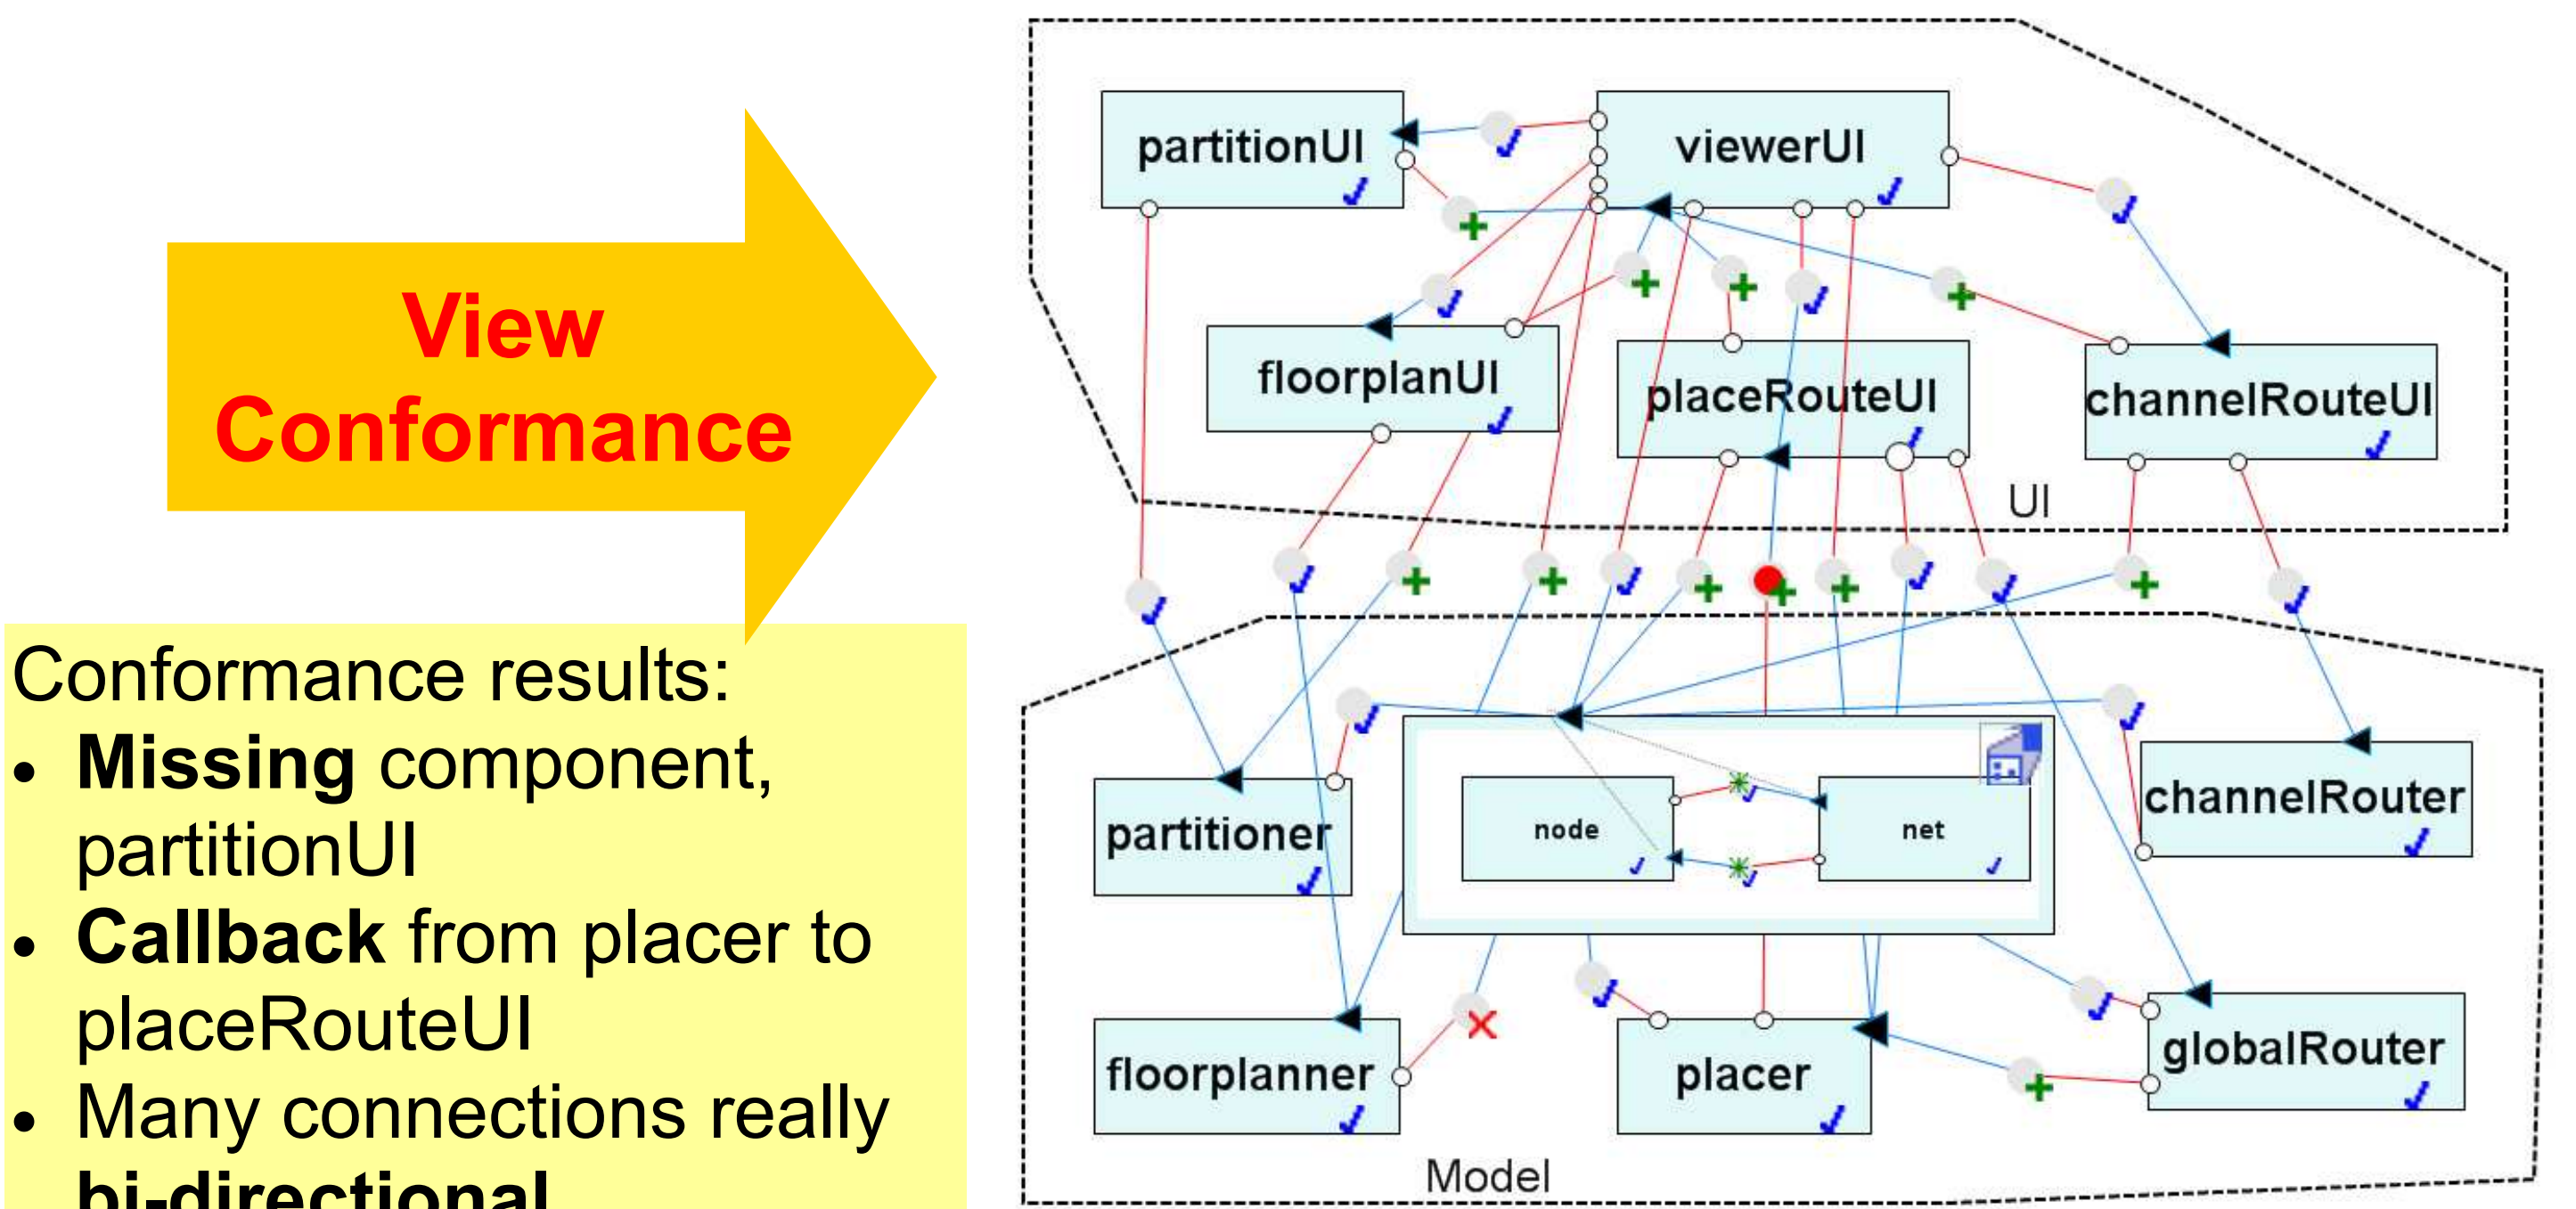 View
Conformance
Conformance results:
• Missing component,
partitionUI
• Callback from placer to
placeRouteUI
• Many connections really
bi-directional
partitionUI
viewerUI
floorplanUI
placeRouteUI
channelRouteUI
UI
partitioner
node
net
channelRouter
floorplanner
placer
globalRouter
Model